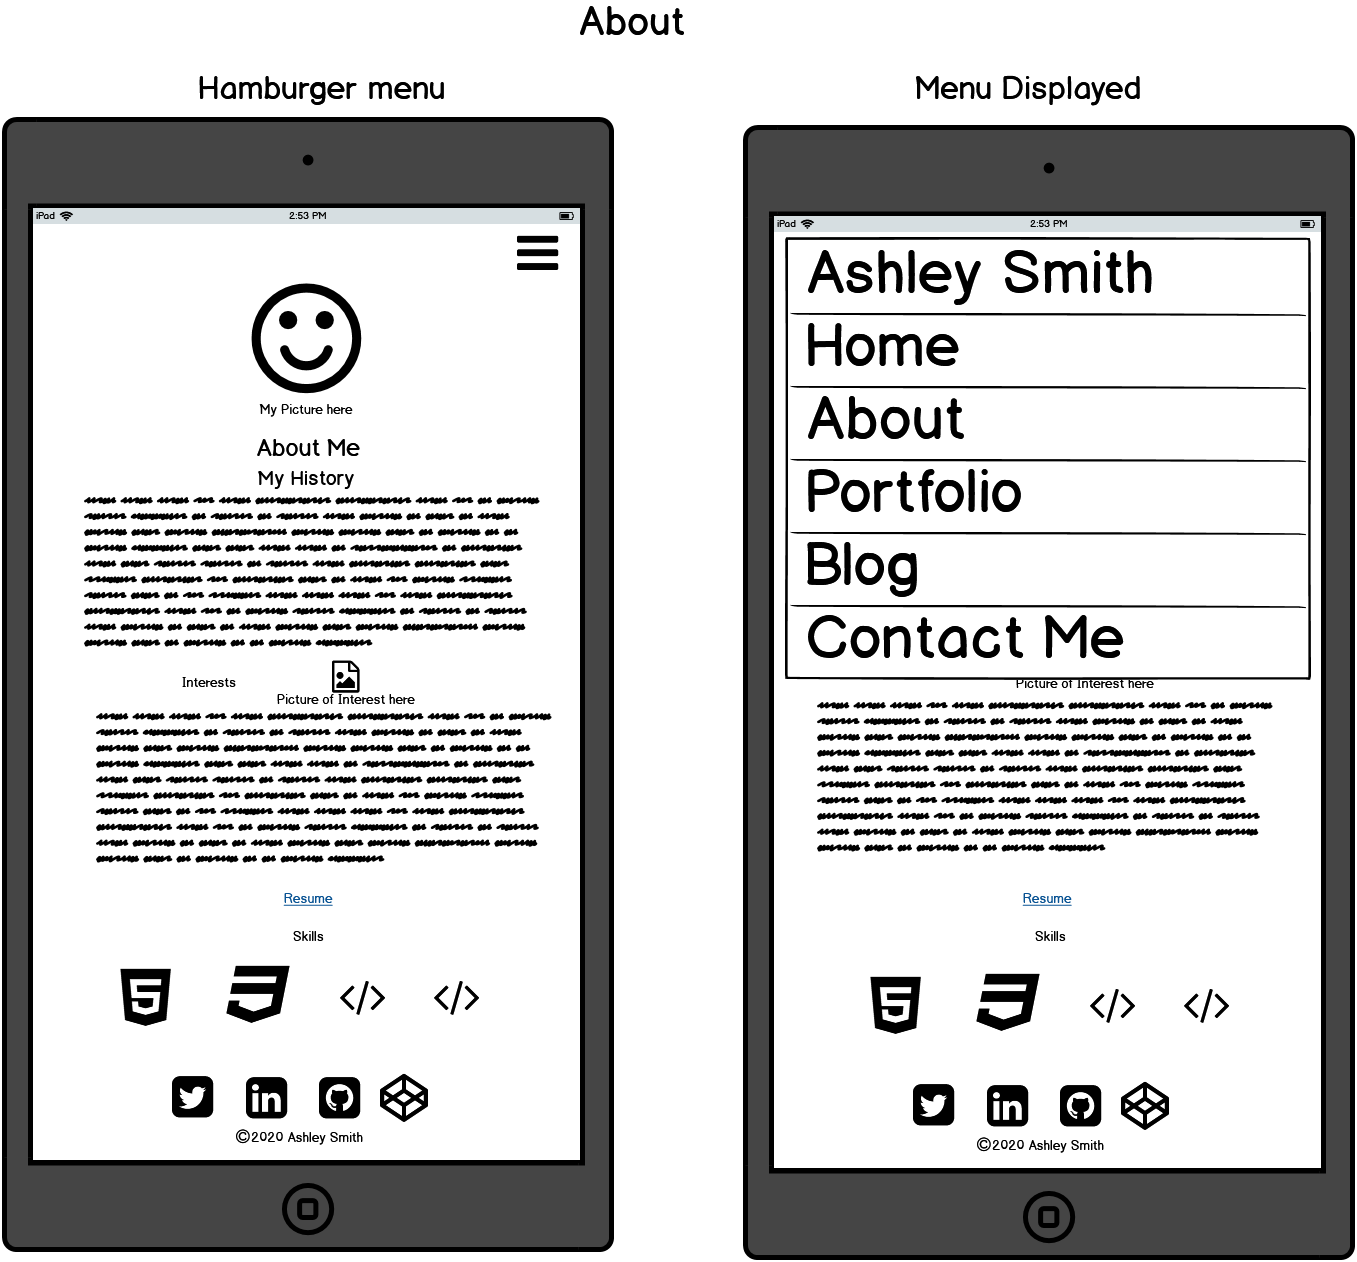 About
Hamburger menu
iPad 2:53 PM
My Picture here
About Me
My History
Interests
Picture of Interest here
Resume
Skills
©2020 Ashley Smith
Menu Displayed
iPad 2:53 PM
Ashley Smith
Home
About
Portfolio
Blog
Contact Me
Picture of Interest here
Resume
Skills
©2020 Ashley Smith